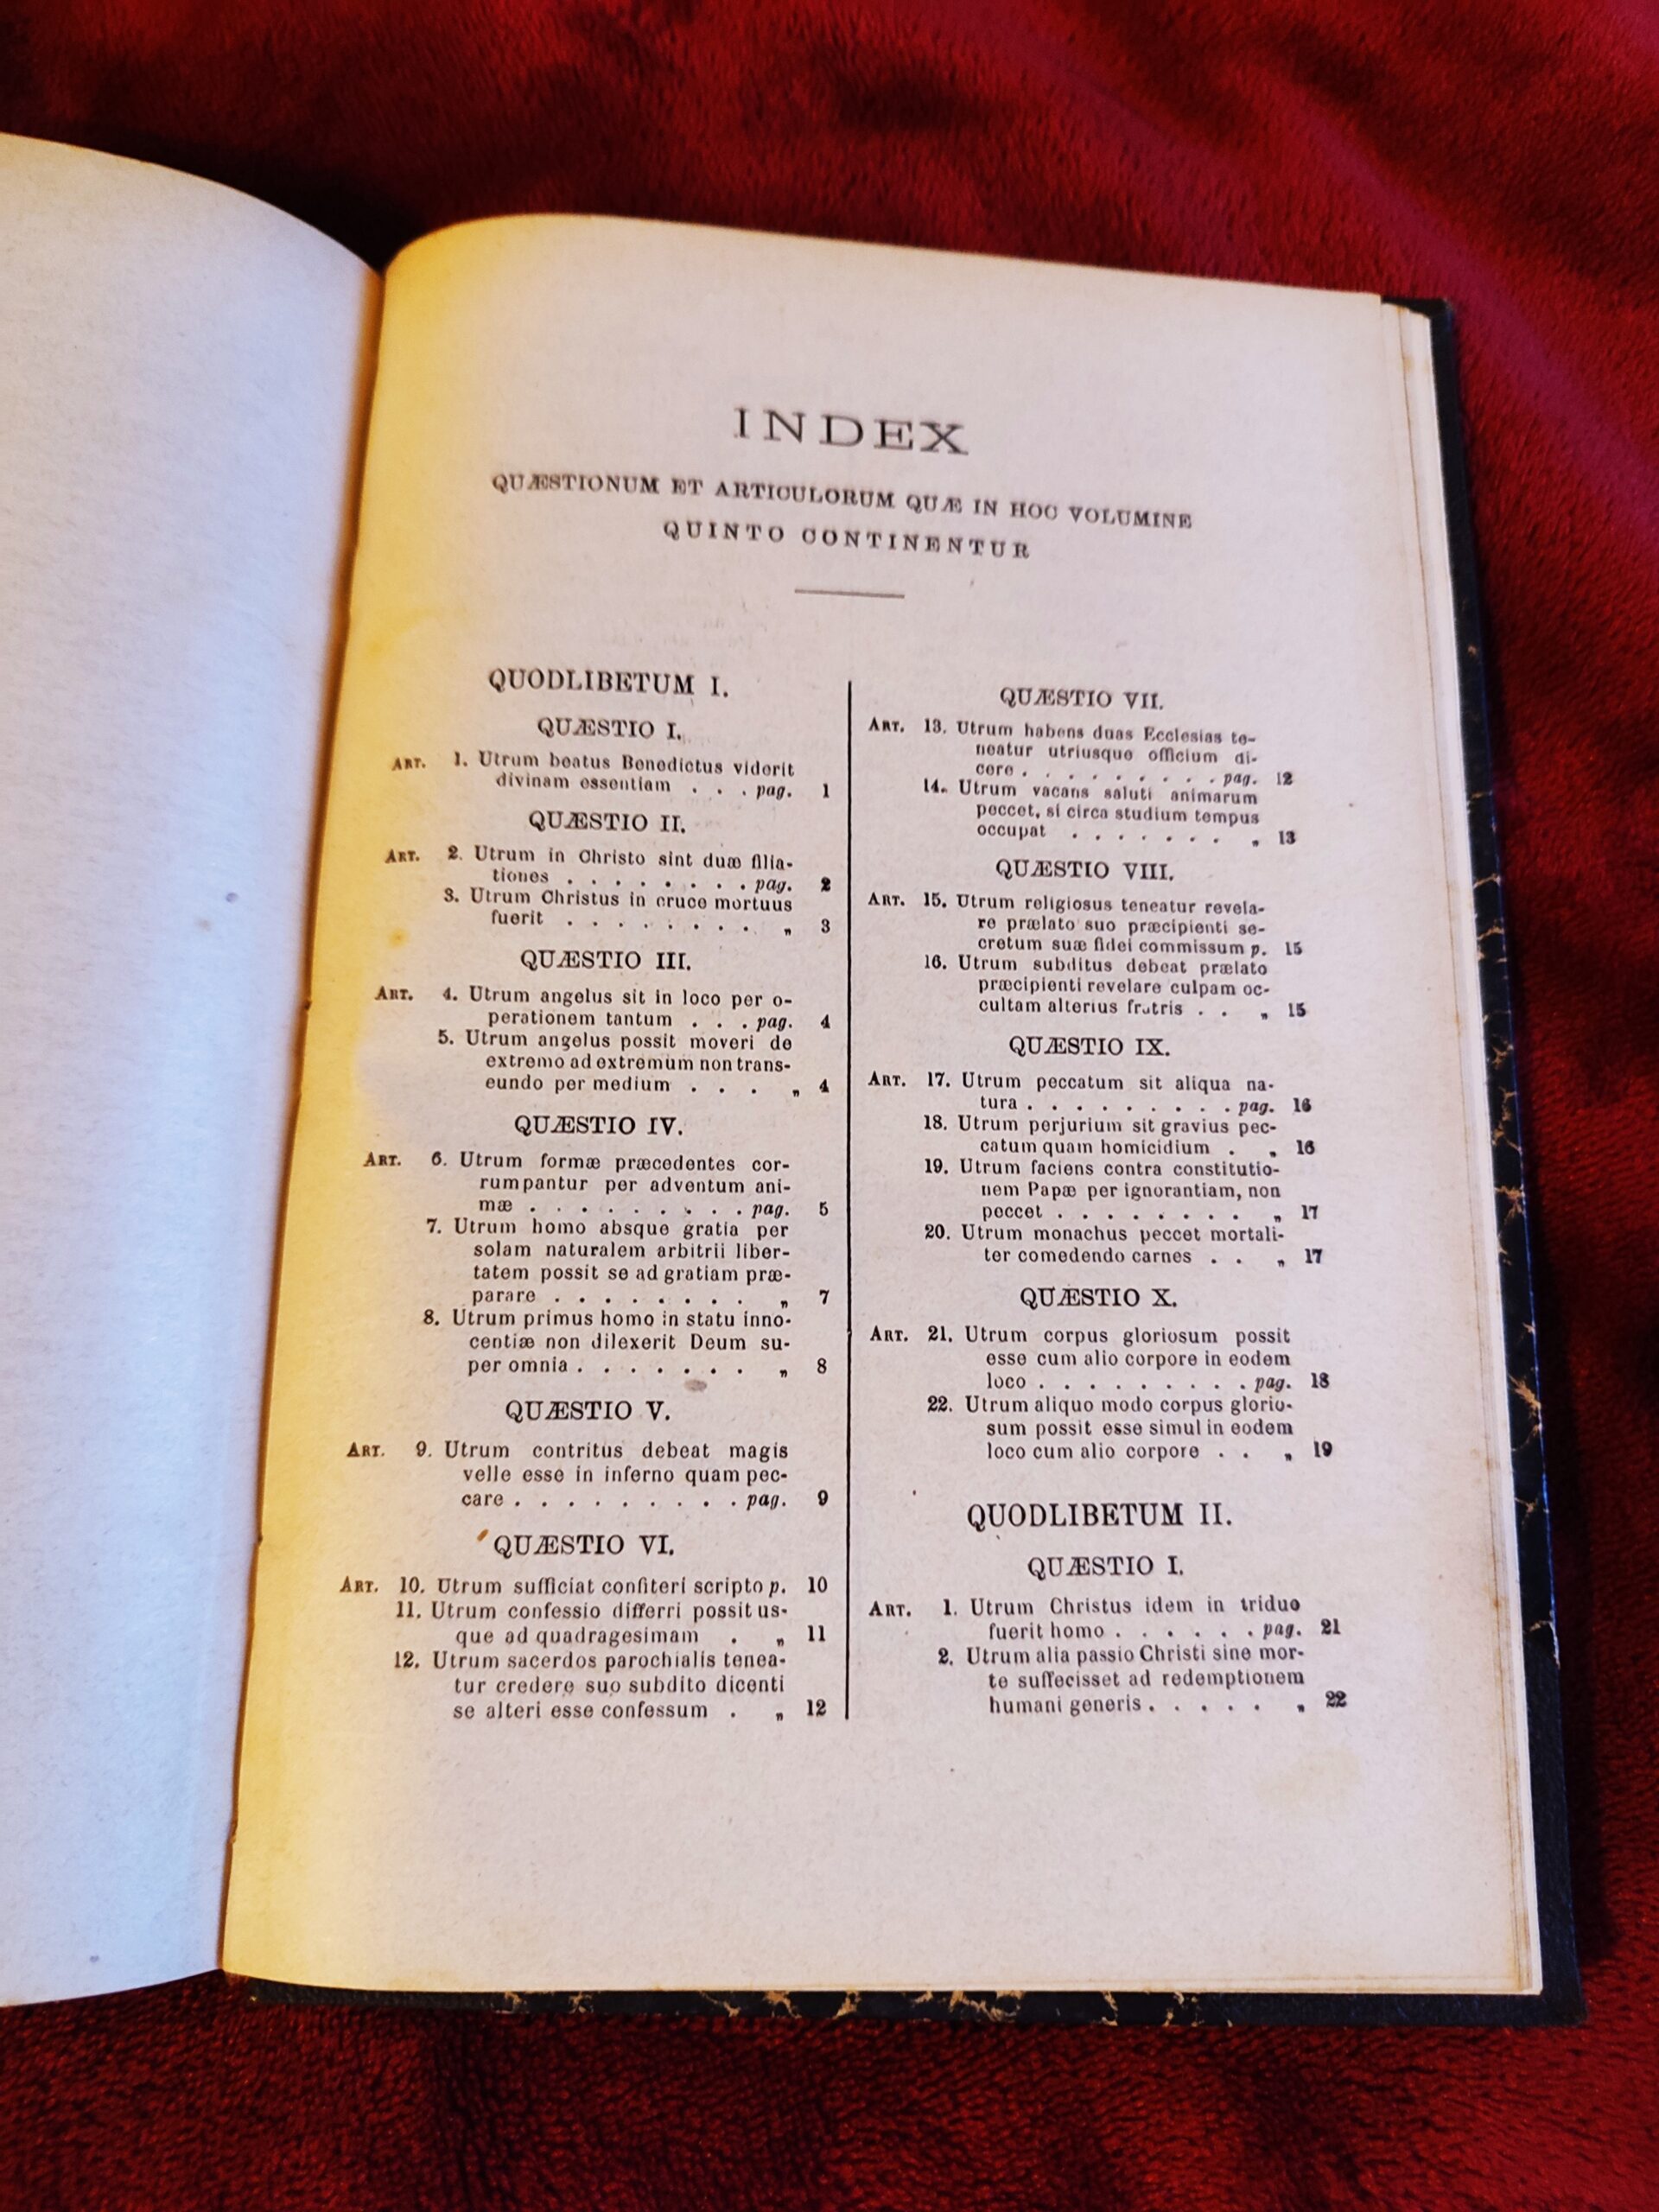 INDEX
QUÆSTIONUM ET ARTICULORUM QUÆ IN HOC VOLUMINE
QUINTO CONTINENTUR
QUODLIBETUM I.
QUÆSTIO I.
ART. 1. Utrum beatus Benedictus viderit
divinam essentiam . . . pag. 1
QUÆSTIO II.
ART. 2. Utrum in Christo sint duæ filia-
tiones . . . . . . . . pag. 2
3. Utrum Christus in cruce mortuus
fuerit . . . . . . . . „ 3
QUÆSTIO III.
ART. 4. Utrum angelus sit in loco per o-
perationem tantum . . . pag. 4
5. Utrum angelus possit moveri de
extremo ad extremum non trans-
eundo per medium . . . „ 4
QUÆSTIO IV.
ART. 6. Utrum formæ præcedentes cor-
rumpantur per adventum ani-
mæ . . . . . . . . . pag. 5
7. Utrum homo absque gratia per
solam naturalem arbitrii liber-
tatem possit se ad gratiam præ-
parare . . . . . . . . „ 7
8. Utrum primus homo in statu inno-
centiæ non dilexerit Deum su-
per omnia . . . . . . . „ 8
QUÆSTIO V.
ART. 9. Utrum contritus debeat magis
velle esse in inferno quam pec-
care . . . . . . . . . . pag. 9
QUÆSTIO VI.
ART. 10. Utrum sufficiat confiteri scripto p. 10
11. Utrum confessio differri possit us-
que ad quadragesimam . „ 11
12. Utrum sacerdos parochialis tenea-
tur credere suo subdito dicenti
se alteri esse confessum . „ 12
QUÆSTIO VII.
ART. 13. Utrum habens duas Ecclesias te-
neatur utriusque officium di-
cere . . . . . . . . . pag. 12
14. Utrum vacans saluti animarum
peccet, si circa studium tempus
occupat . . . . . . . „ 13
QUÆSTIO VIII.
ART. 15. Utrum religiosus teneatur revela-
re prælato suo præcipienti se-
cretum suæ fidei commissum p. 15
16. Utrum subditus debeat prælato
præcipienti revelare culpam oc-
cultam alterius fratris . . „ 15
QUÆSTIO IX.
ART. 17. Utrum peccatum sit aliqua na-
tura . . . . . . . . . pag. 16
18. Utrum perjurium sit gravius pec-
catum quam homicidium . „ 16
19. Utrum faciens contra constitutio-
nem Papæ per ignorantiam, non
peccet . . . . . . . . „ 17
20. Utrum monachus peccet mortali-
ter comedendo carnes . . „ 17
QUÆSTIO X.
ART. 21. Utrum corpus gloriosum possit
esse cum alio corpore in eodem
loco . . . . . . . . . pag. 18
22. Utrum aliquo modo corpus glorio-
sum possit esse simul in eodem
loco cum alio corpore . . „ 19
QUODLIBETUM II.
QUÆSTIO I.
ART. 1. Utrum Christus idem in triduo
fuerit homo . . . . . . pag. 21
2. Utrum alia passio Christi sine mor-
te suffecisset ad redemptionem
humani generis . . . . . „ 22